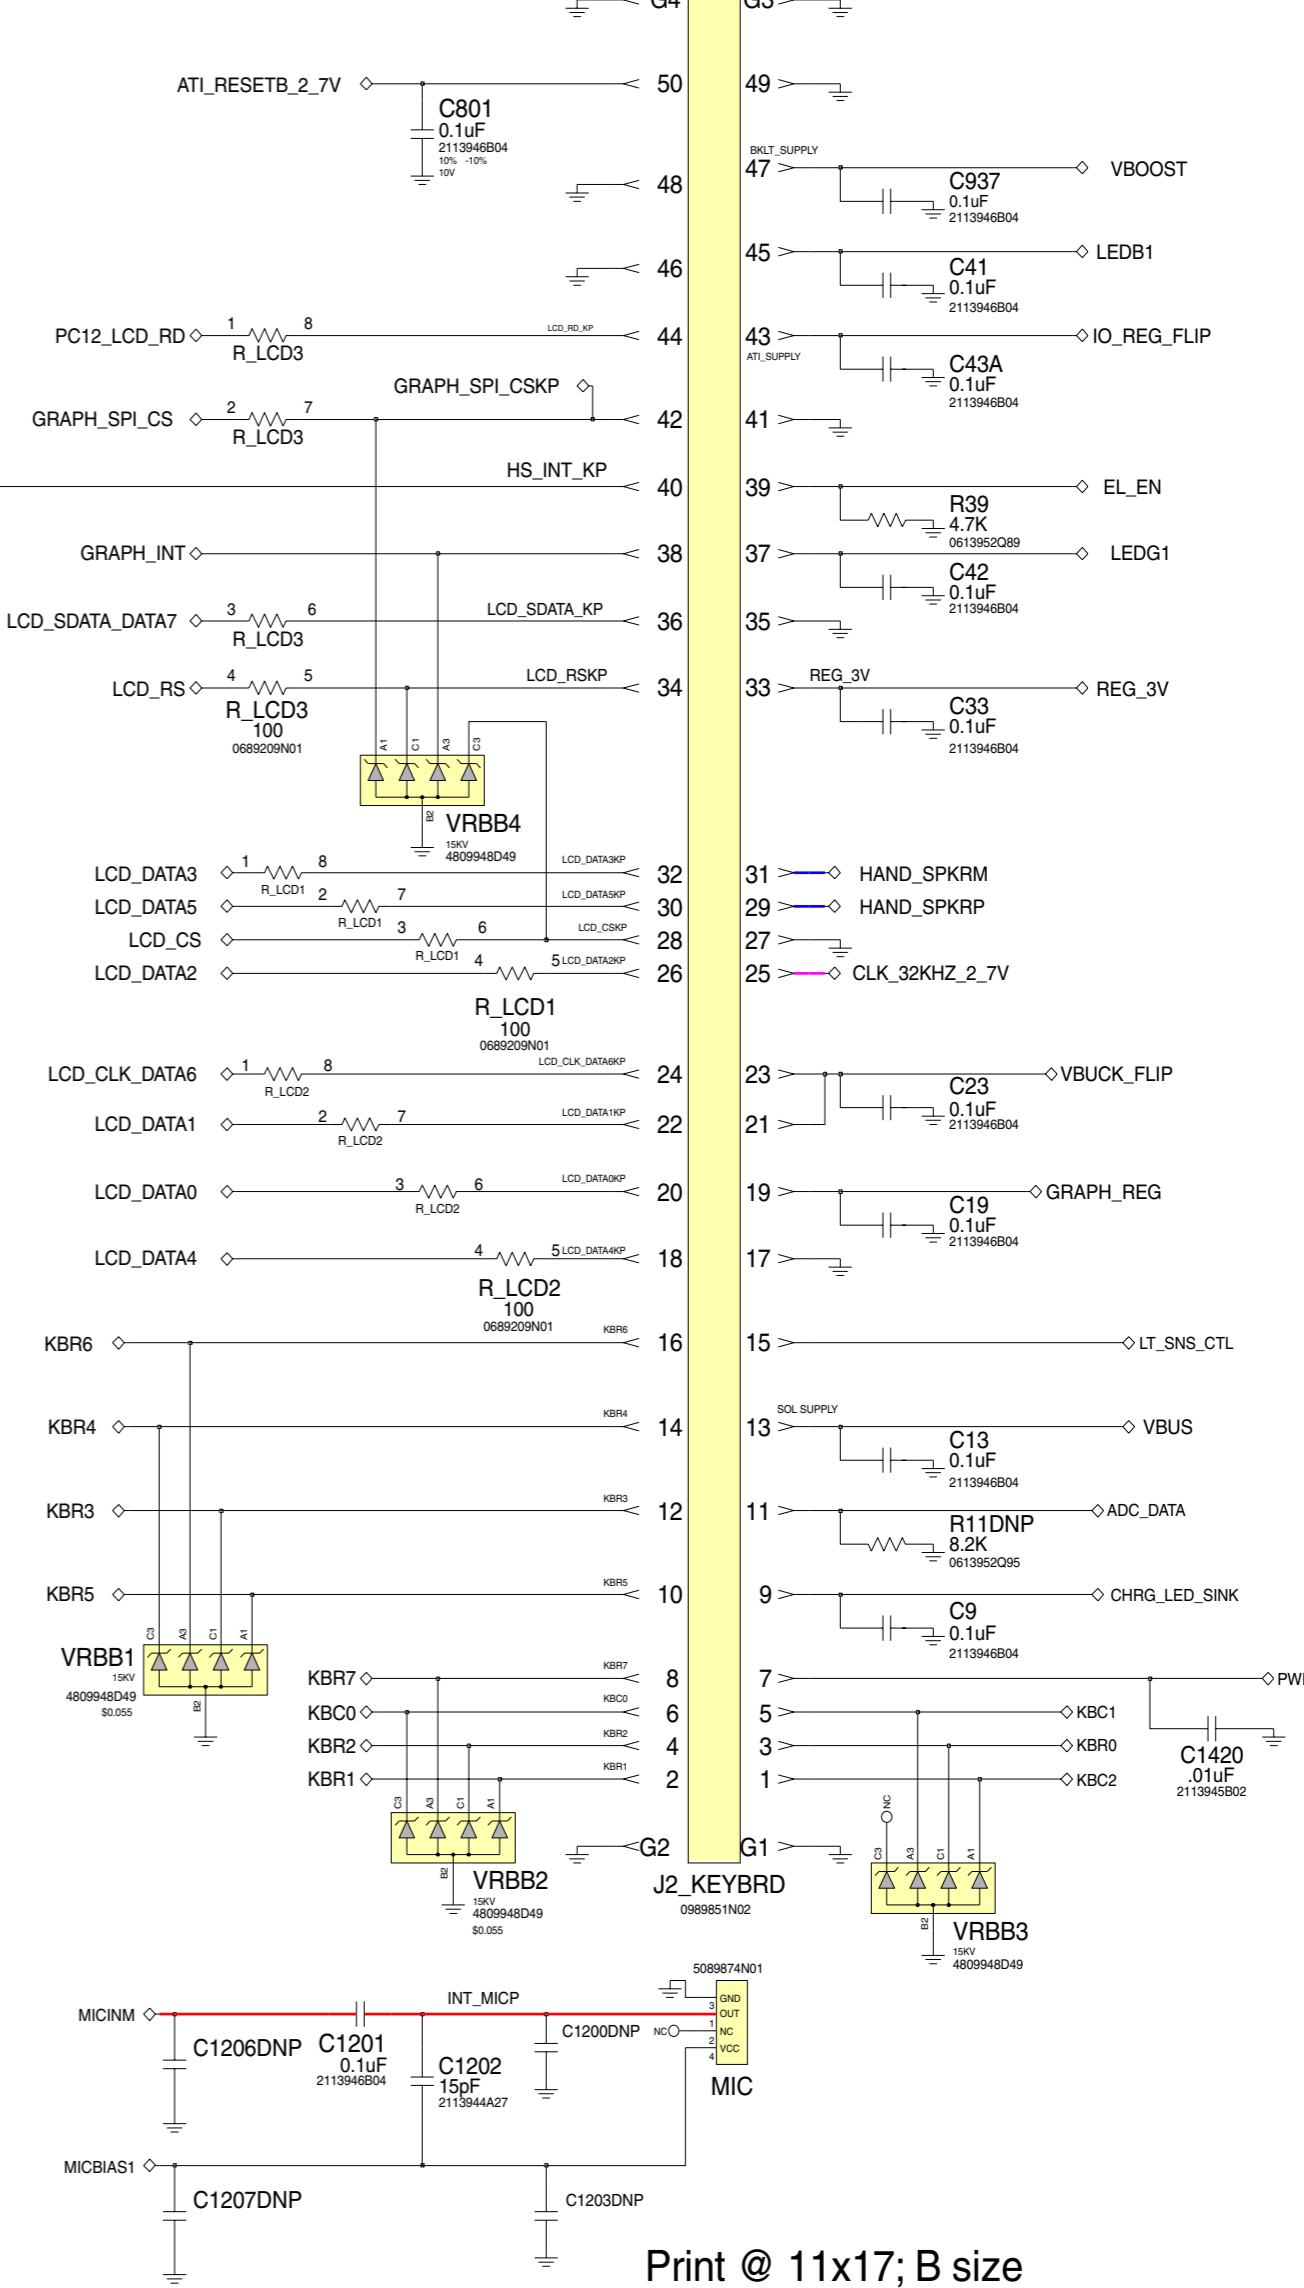 G4
G3
ATI_RESETB_2_7V
50
49
C801
0.1uF
2113946B04
10% -10%
10V
BKLT_SUPPLY
48
47
VBOOST
C937
0.1uF
2113946B04
46
45
LEDB1
C41
0.1uF
2113946B04
PC12_LCD_RD
1
8
R_LCD3
LCD_RD_KP
44
43
ATI_SUPPLY
IO_REG_FLIP
C43A
0.1uF
2113946B04
GRAPH_SPI_CSKP
GRAPH_SPI_CS
2
7
R_LCD3
42
41
HS_INT_KP
40
39
EL_EN
R39
4.7K
0613952Q89
GRAPH_INT
38
37
LEDG1
C42
0.1uF
2113946B04
LCD_SDATA_DATA7
3
6
R_LCD3
LCD_SDATA_KP
36
35
LCD_RS
4
5
R_LCD3
100
0689209N01
LCD_RSKP
34
33
REG_3V
REG_3V
C33
0.1uF
2113946B04
A1
C1
A3
C3
B2
VRBB4
15KV
4809948D49
LCD_DATA3
1
8
R_LCD1
LCD_DATA3KP
32
31
HAND_SPKRM
LCD_DATA5
2
7
R_LCD1
LCD_DATA5KP
30
29
HAND_SPKRP
LCD_CS
3
6
R_LCD1
LCD_CSKP
28
27
LCD_DATA2
4
5
LCD_DATA2KP
26
25
CLK_32KHZ_2_7V
R_LCD1
100
0689209N01
LCD_CLK_DATA6
1
8
R_LCD2
LCD_CLK_DATA6KP
24
23
VBUCK_FLIP
C23
0.1uF
2113946B04
LCD_DATA1
2
7
R_LCD2
LCD_DATA1KP
22
21
LCD_DATA0
3
6
R_LCD2
LCD_DATA0KP
20
19
GRAPH_REG
C19
0.1uF
2113946B04
LCD_DATA4
4
5
LCD_DATA4KP
18
17
R_LCD2
100
0689209N01
KBR6
KBR6
16
15
LT_SNS_CTL
KBR4
KBR4
14
13
SOL SUPPLY
VBUS
C13
0.1uF
2113946B04
KBR3
KBR3
12
11
ADC_DATA
R11DNP
8.2K
0613952Q95
KBR5
KBR5
10
9
CHRG_LED_SINK
C9
0.1uF
2113946B04
C3
A3
C1
A1
B2
VRBB1
15KV
4809948D49
$0.055
KBR7
KBR7
8
7
KBC0
KBC0
6
5
KBC1
KBR2
KBR2
4
3
KBR0
KBR1
KBR1
2
1
KBC2
C1420
.01uF
2113945B02
C3
A3
C1
A1
B2
VRBB2
15KV
4809948D49
$0.055
G2
G1
J2_KEYBRD
0989851N02
NC
C3
A3
C1
A1
B2
VRBB3
15KV
4809948D49
5089874N01
GND
3
OUT
1
NC
2
VCC
4
MIC
NC
MICINM
INT_MICP
C1206DNP
C1201
0.1uF
2113946B04
C1202
15pF
2113944A27
C1200DNP
MICBIAS1
C1207DNP
C1203DNP
Print @ 11x17; B size